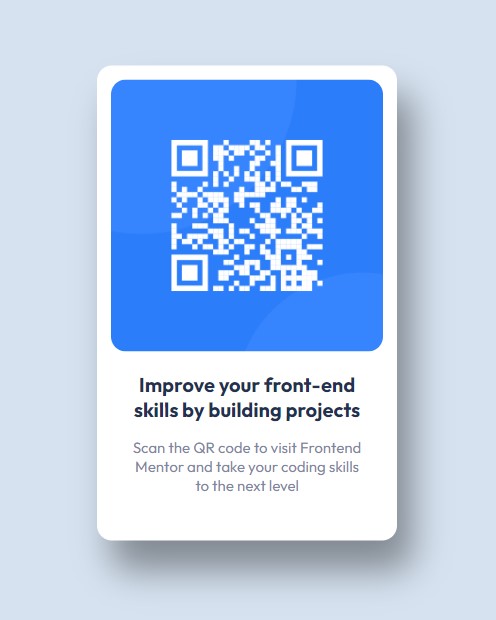 Improve your front-end
skills by building projects
Scan the QR code to visit Frontend
Mentor and take your coding skills
to the next level